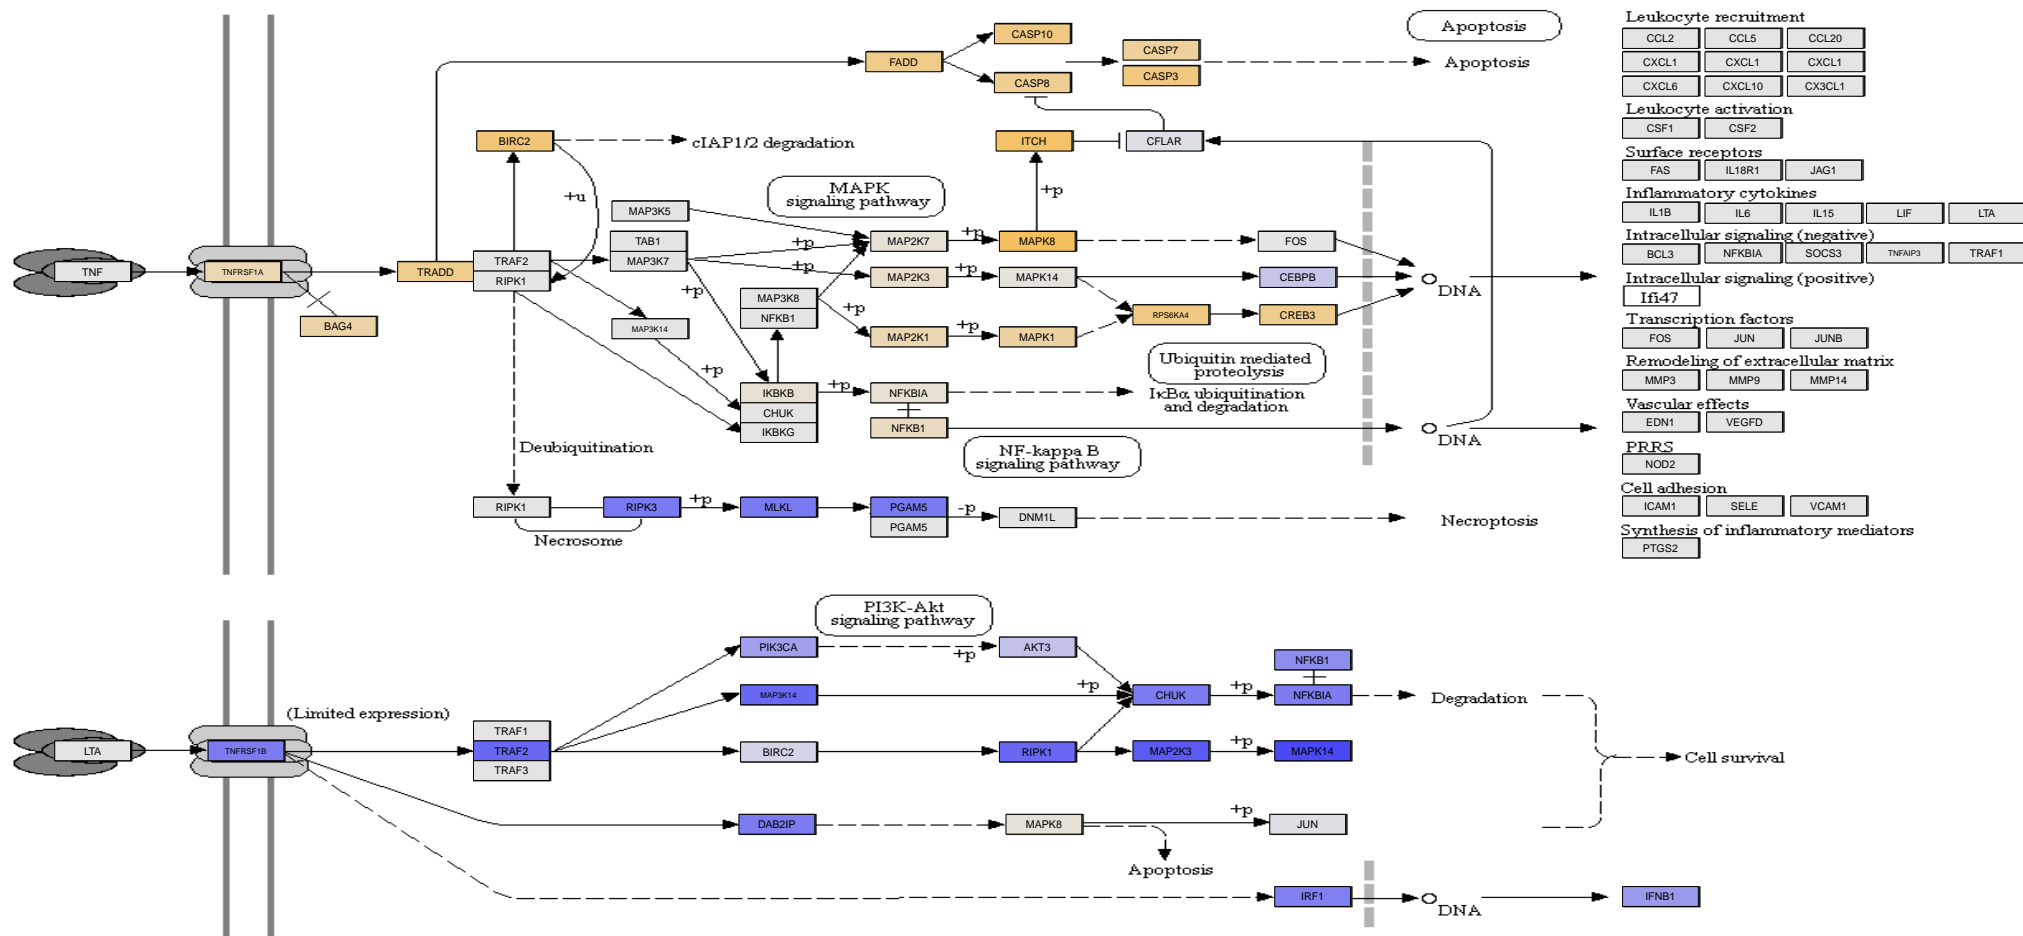 Leukocyte recruitment
CCL2 CCL5 CCL20
CXCL1 CXCL1 CXCL1
CXCL6 CXCL10 CX3CL1
Leukocyte activation
CSF1 CSF2
Surface receptors
FAS IL18R1 JAG1
Inflammatory cytokines
IL1B IL6 IL15 LIF LTA
Intracellular signaling (negative)
BCL3 NFKBIA SOCS3 TNFAIP3 TRAF1
Intracellular signaling (positive)
Ifi47
Transcription factors
FOS JUN JUNB
Remodeling of extracellular matrix
MMP3 MMP9 MMP14
Vascular effects
EDN1 VEGFD
PRRS
NOD2
Cell adhesion
ICAM1 SELE VCAM1
Synthesis of inflammatory mediators
PTGS2
Apoptosis
CASP10
FADD
CASP7
CASP3
CASP8
Apoptosis
BIRC2
cIAP1/2 degradation
ITCH
CFLAR
+u
+p
MAPK
signaling pathway
MAP3K5
TAB1
MAP3K7
+p
+p
+p
MAP2K7
+p
MAPK8
FOS
TNF
TNFRSF1A
TRADD
TRAF2
RIPK1
MAP2K3
+p
MAPK14
CEBPB
DNA
BAG4
MAP3K14
MAP3K8
NFKB1
+p
MAP2K1
+p
MAPK1
RPS6KA4
CREB3
+p
Ubiquitin mediated
proteolysis
IKBKB
CHUK
IKBKG
+p
NFKBIA
NFKB1
IκBα ubiquitination
and degradation
DNA
NF-kappa B
signaling pathway
Deubiquitination
RIPK1
RIPK3
+p
MLKL
PGAM5
PGAM5
-p
DNM1L
Necroptosis
Necrosome
PI3K-Akt
signaling pathway
PIK3CA
+p
AKT3
NFKB1
MAP3K14
+p
CHUK
+p
NFKBIA
Degradation
(Limited expression)
LTA
TNFRSF1B
TRAF1
TRAF2
TRAF3
BIRC2
RIPK1
MAP2K3
+p
MAPK14
Cell survival
DAB2IP
MAPK8
+p
JUN
Apoptosis
IRF1
DNA
IFNB1